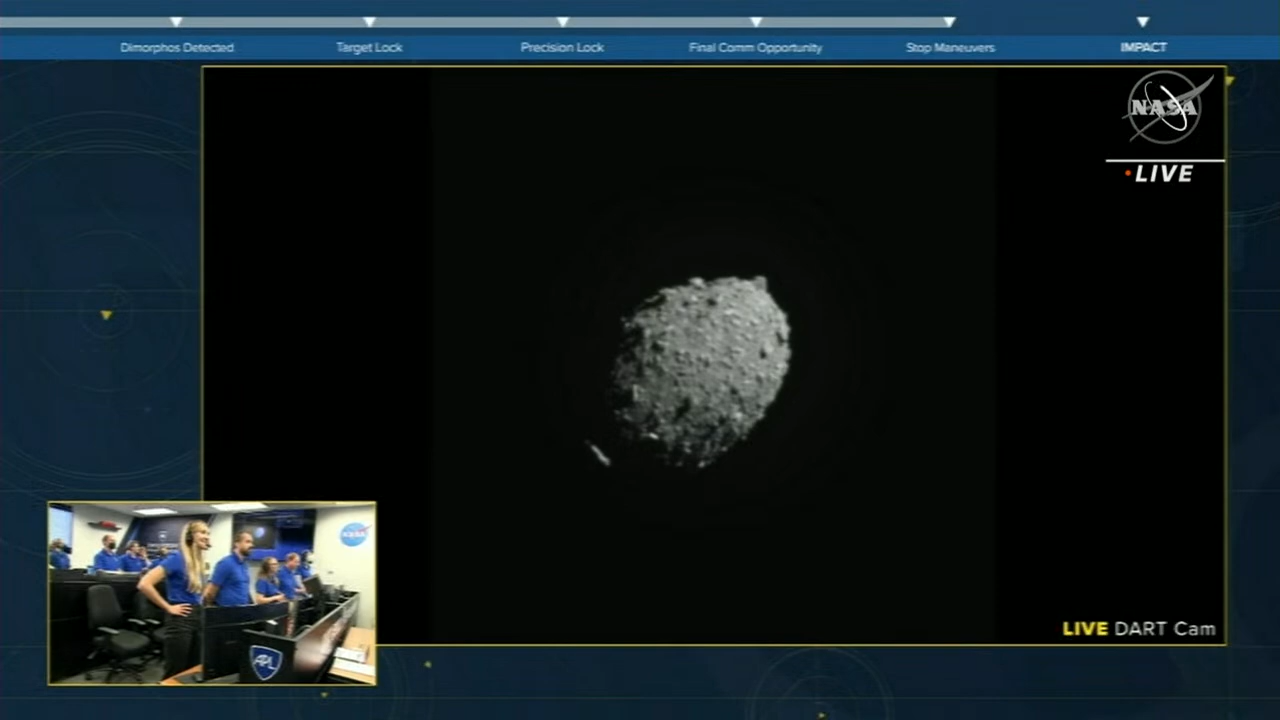 Dimorphos Detected
Target Lock
Precision Lock
Final Comm Opportunity
Stop Maneuvers
IMPACT
NASA
LIVE
LIVE DART Cam
NASA
APL